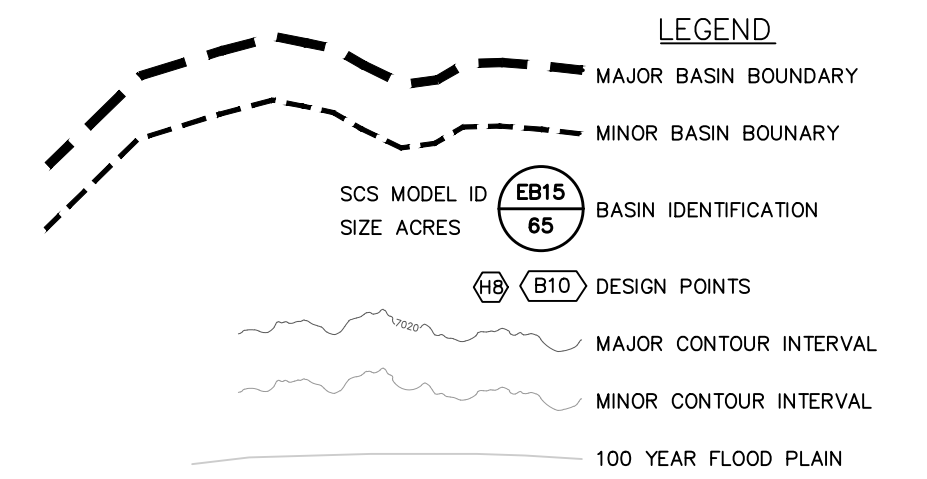 LEGEND
MAJOR BASIN BOUNDARY
MINOR BASIN BOUNARY
SCS MODEL ID
SIZE ACRES
EB15
65
BASIN IDENTIFICATION
H8 B10 DESIGN POINTS
7020
MAJOR CONTOUR INTERVAL
MINOR CONTOUR INTERVAL
100 YEAR FLOOD PLAIN